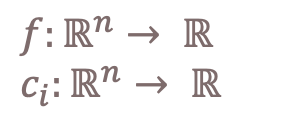 f: ℝⁿ → ℝ
cᵢ: ℝⁿ → ℝ